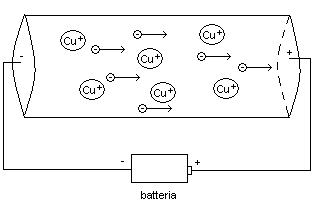 Cu+ Cu+
- Cu+ +
Cu+ Cu+ Cu+
- +
batteria